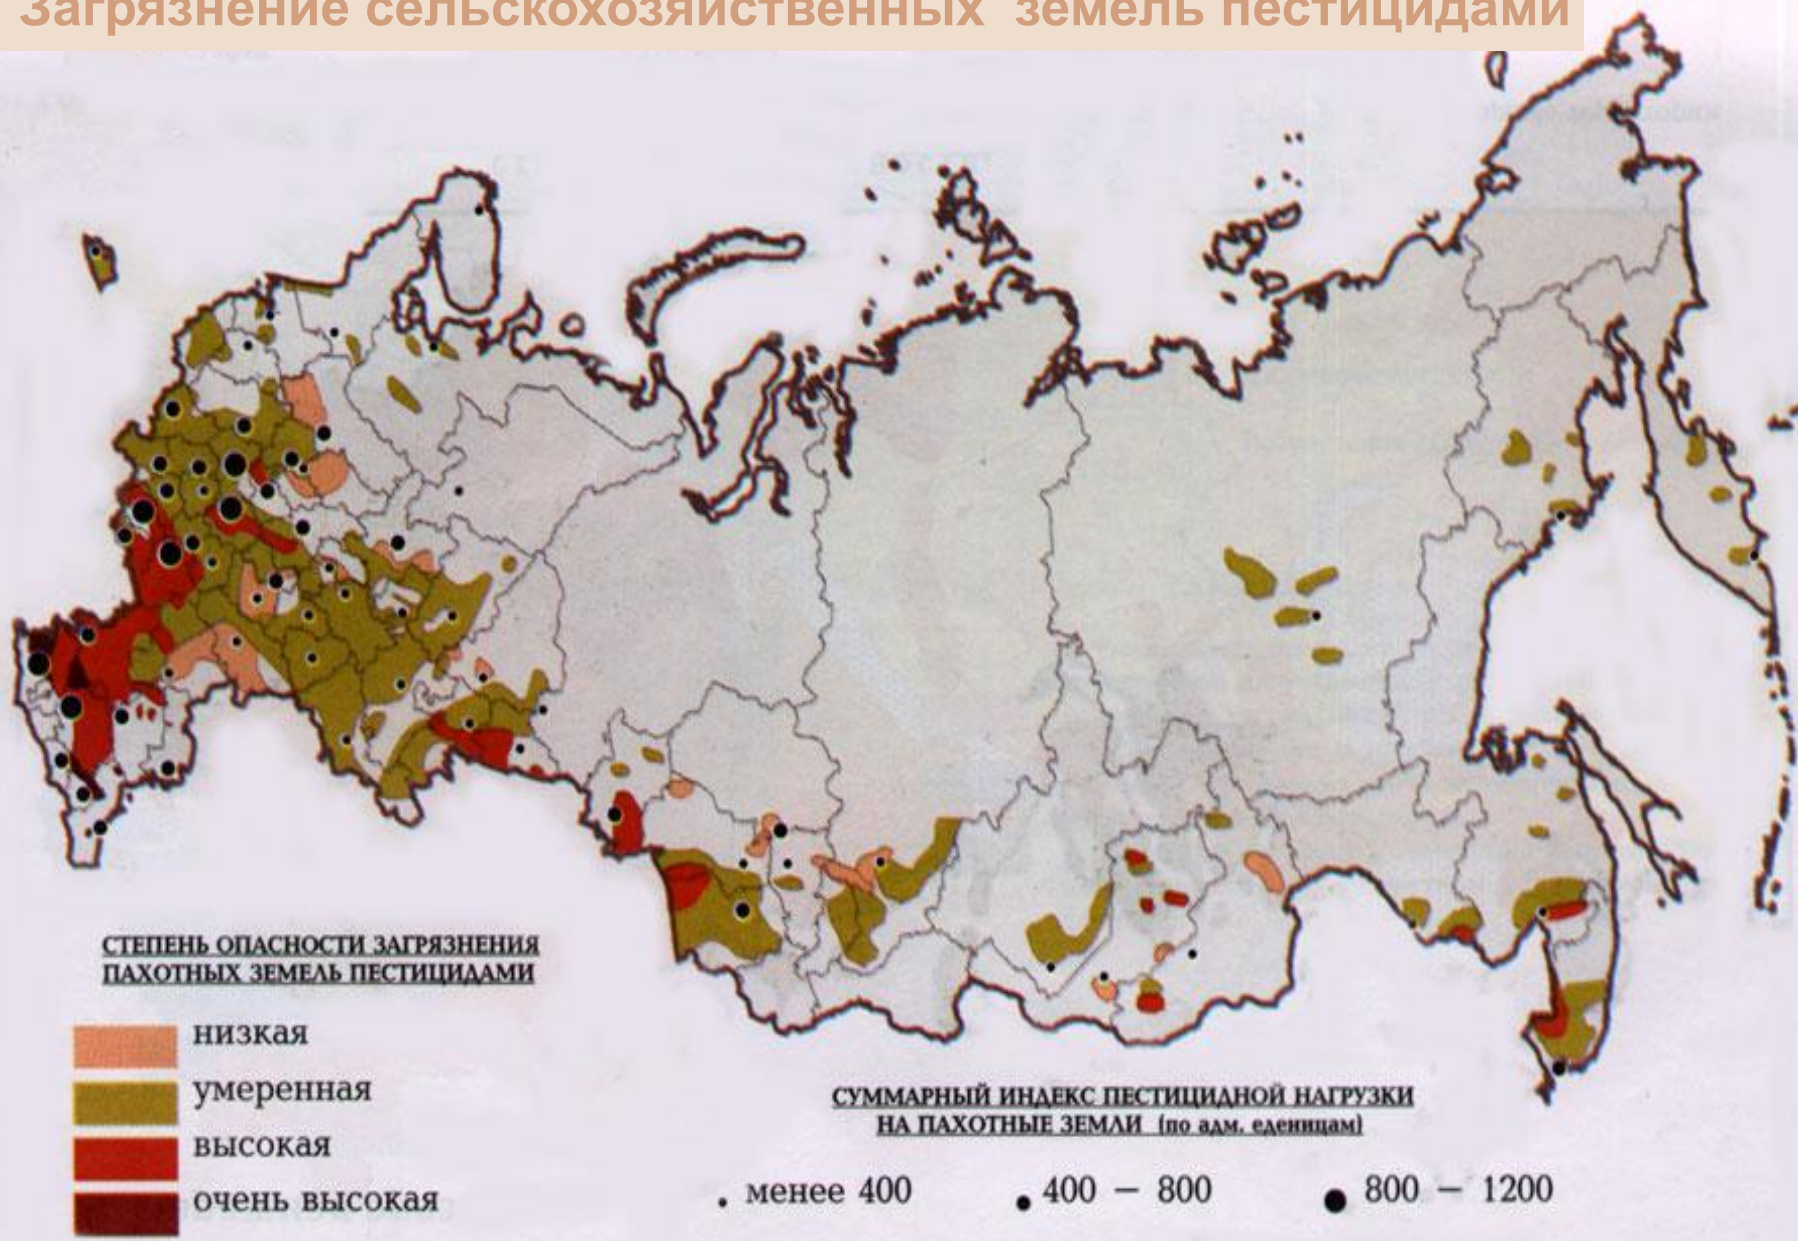 Загрязнение сельскохозяйственных земель пестицидами
СТЕПЕНЬ ОПАСНОСТИ ЗАГРЯЗНЕНИЯ
ПАХОТНЫХ ЗЕМЕЛЬ ПЕСТИЦИДАМИ
низкая
умеренная
высокая
очень высокая
СУММАРНЫЙ ИНДЕКС ПЕСТИЦИДНОЙ НАГРУЗКИ
НА ПАХОТНЫЕ ЗЕМЛИ (по адм. еденицам)
менее 400 400 – 800 800 – 1200